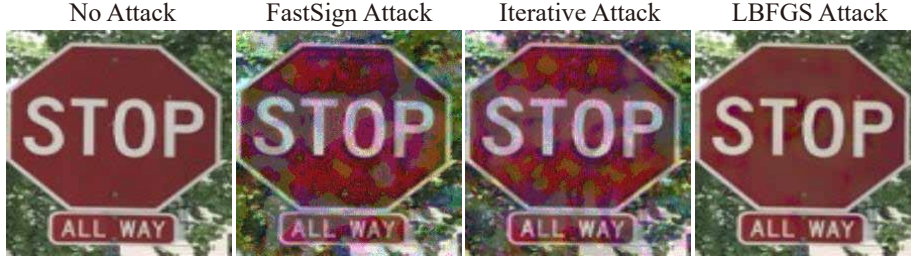 No Attack
FastSign Attack
Iterative Attack
LBFGS Attack
STOP
STOP
STOP
STOP
ALL WAY
ALL WAY
ALL WAY
ALL WAY